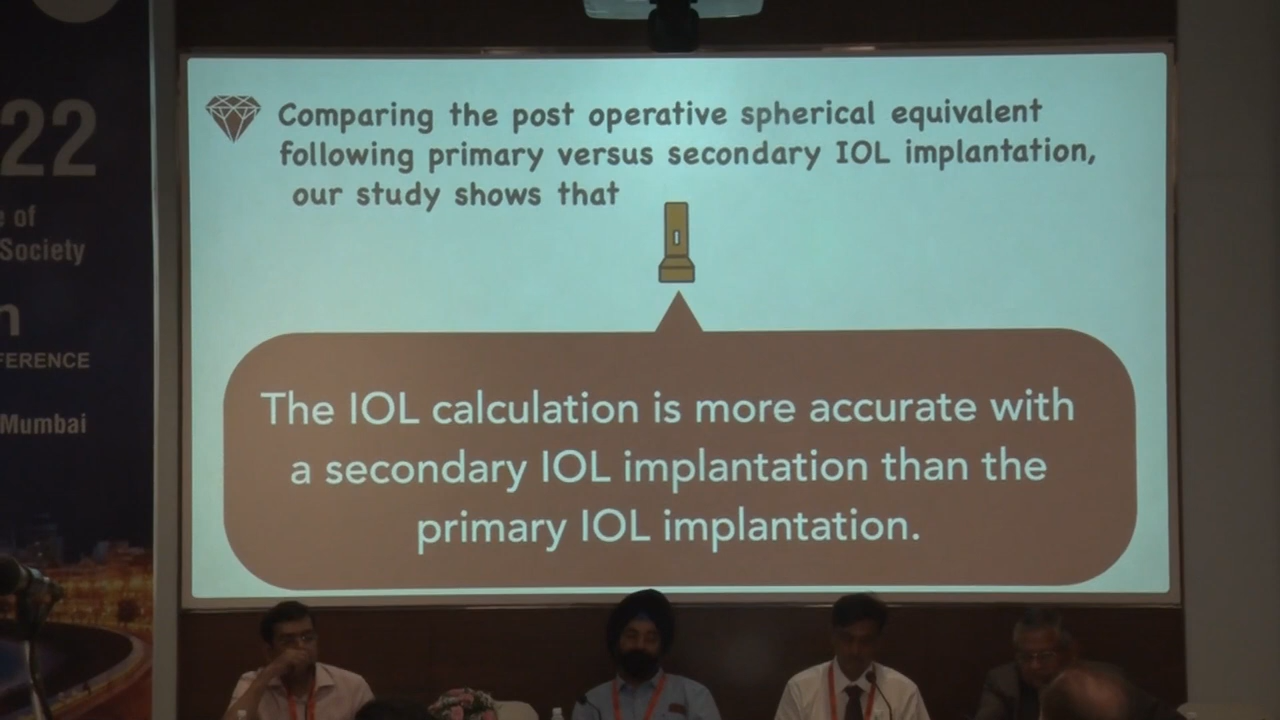 22
e of
Society
n
FERENCE
Mumbai
Comparing the post operative spherical equivalent
following primary versus secondary IOL implantation,
our study shows that
The IOL calculation is more accurate with
a secondary IOL implantation than the
primary IOL implantation.